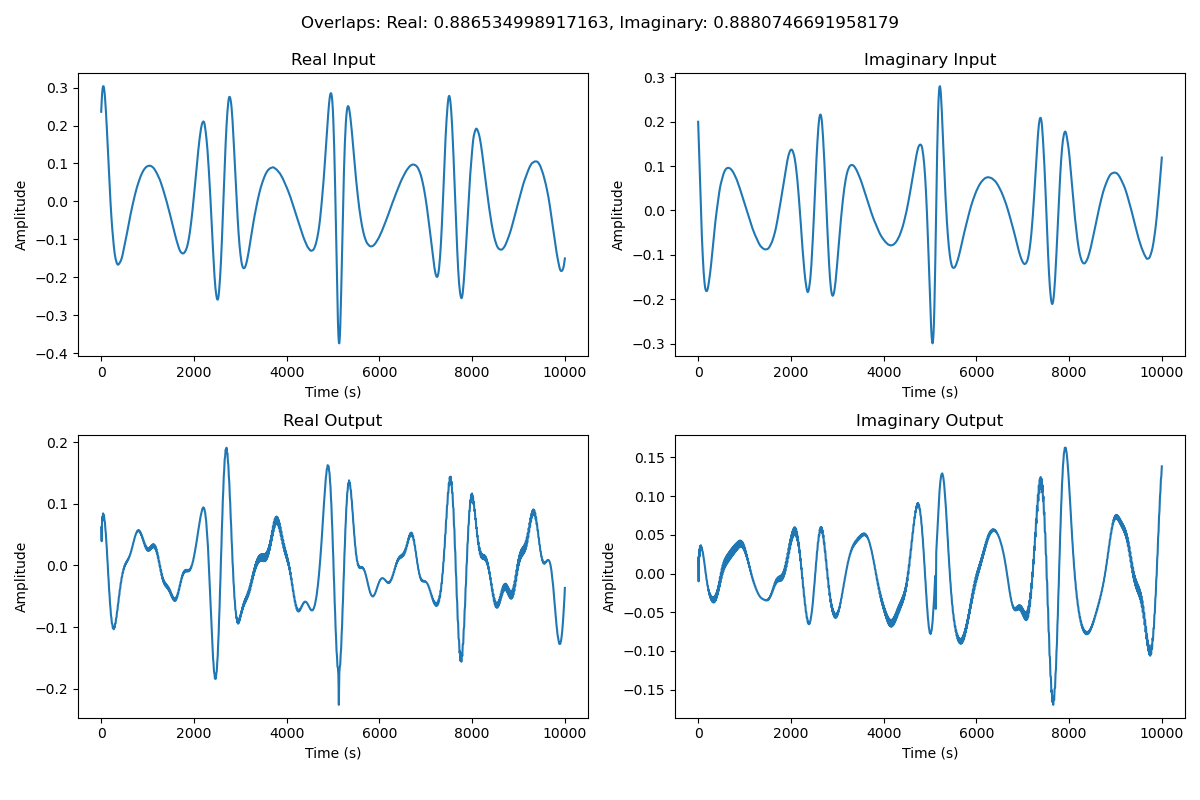 Overlaps: Real: 0.886534998917163, Imaginary: 0.8880746691958179
Real Input
Amplitude
0.3
0.2
0.1
0.0
−0.1
−0.2
−0.3
−0.4
0 2000 4000 6000 8000 10000
Time (s)
Imaginary Input
Amplitude
0.3
0.2
0.1
0.0
−0.1
−0.2
−0.3
0 2000 4000 6000 8000 10000
Time (s)
Real Output
Amplitude
0.2
0.1
0.0
−0.1
−0.2
0 2000 4000 6000 8000 10000
Time (s)
Imaginary Output
Amplitude
0.15
0.10
0.05
0.00
−0.05
−0.10
−0.15
0 2000 4000 6000 8000 10000
Time (s)